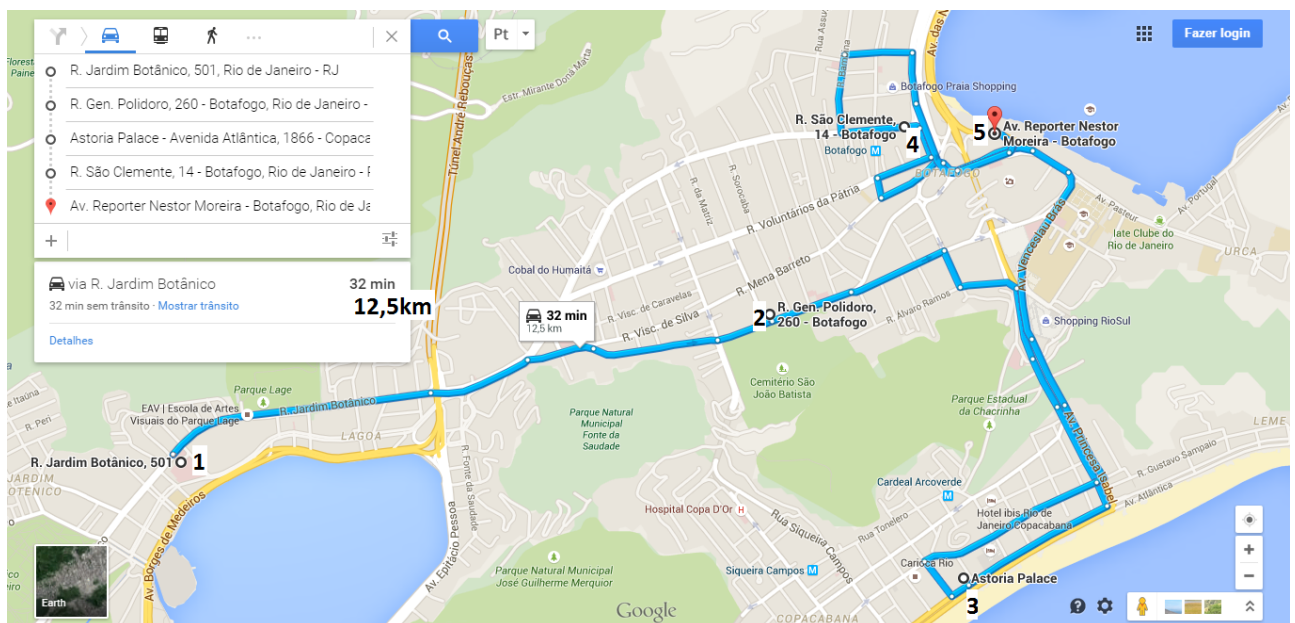 R. Jardim Botânico, 501, Rio de Janeiro - RJ
R. Gen. Polidoro, 260 - Botafogo, Rio de Janeiro -
Astoria Palace - Avenida Atlântica, 1866 - Copaca
R. São Clemente, 14 - Botafogo, Rio de Janeiro - F
Av. Reporter Nestor Moreira - Botafogo, Rio de Ja
via R. Jardim Botânico
32 min
32 min sem trânsito · Mostrar trânsito
12,5km
Detalhes
Pt
Fazer login
Estr. Mirante Doná Marta
Túnel André Rebouças
Rua Assu
Av. das N
Botafogo Praia Shopping
R. São Clemente,
14 - Botafogo
4
Botafogo M
5
Av. Reporter Nestor
Moreira - Botafogo
BOTAFOGO
R. da Matriz
R. Sorocaba
R. Voluntários da Pátria
Av. Pasteur
Av. Portugal
Iate Clube do
Rio de Janeiro
URCA
Av. Venceslau Brás
Cobal do Humaitá
R. Mena Barreto
R. Visc. de Caravelas
32 min
12,5 km
R. Visc. de Silva
2
R. Gen. Polidoro,
260 - Botafogo
R. Álvaro Ramos
Shopping RioSul
Cemitério São
João Batista
Parque Lage
EAV | Escola de Artes
Visuais do Parque Lage
R. Jardim Botânico
LAGOA
R. Peri
Itauna
R. Jardim Botânico, 501
1
JARDIM
Parque Natural
Municipal
Fonte da
Saudade
R. Fonte da Saudade
Parque Estadual
da Chacrinha
Av. Princesa Isabel
LEME
R. Gustavo Sampaio
Av. Atlântica
Cardeal Arcoverde
M
Hotel ibis Rio de
Janeiro Copacabana
Hospital Copa D'Or H
Rua Siqueira Campos
Rua Tonelero
Av. Borges de Medeiros
Av. Epitácio Pessoa
Parque Natural Municipal
José Guilherme Merquior
Siqueira Campos M
Carioca Rio
Astoria Palace
3
COPACABANA
Earth
Google